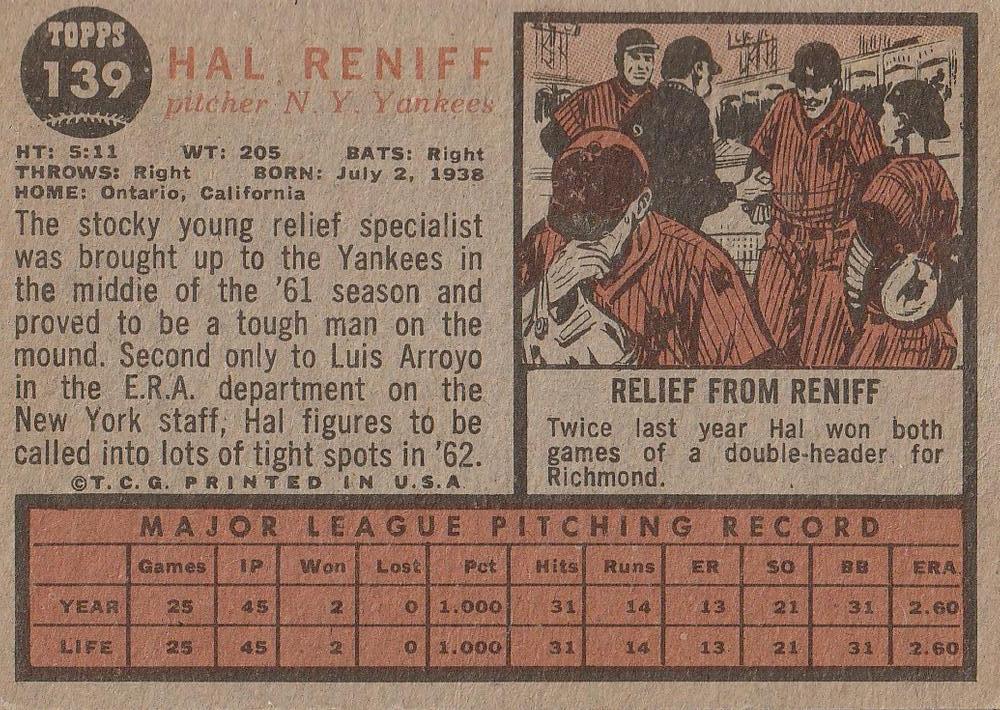 TOPPS
139
HAL RENIFF
pitcher N. Y. Yankees
HT: 5:11 WT: 205 BATS: Right
THROWS: Right BORN: July 2, 1938
HOME: Ontario, California
The stocky young relief specialist
was brought up to the Yankees in
the middie of the '61 season and
proved to be a tough man on the
mound. Second only to Luis Arroyo
in the E.R.A. department on the
New York staff, Hal figures to be
called into lots of tight spots in '62.
©T.C.G. PRINTED IN U.S.A
RELIEF FROM RENIFF
Twice last year Hal won both
games of a double-header for
Richmond.
MAJOR LEAGUE PITCHING RECORD
Games IP Won Lost Pct Hits Runs ER SO BB ERA
YEAR 25 45 2 0 1.000 31 14 13 21 31 2.60
LIFE 25 45 2 0 1.000 31 14 13 21 31 2.60